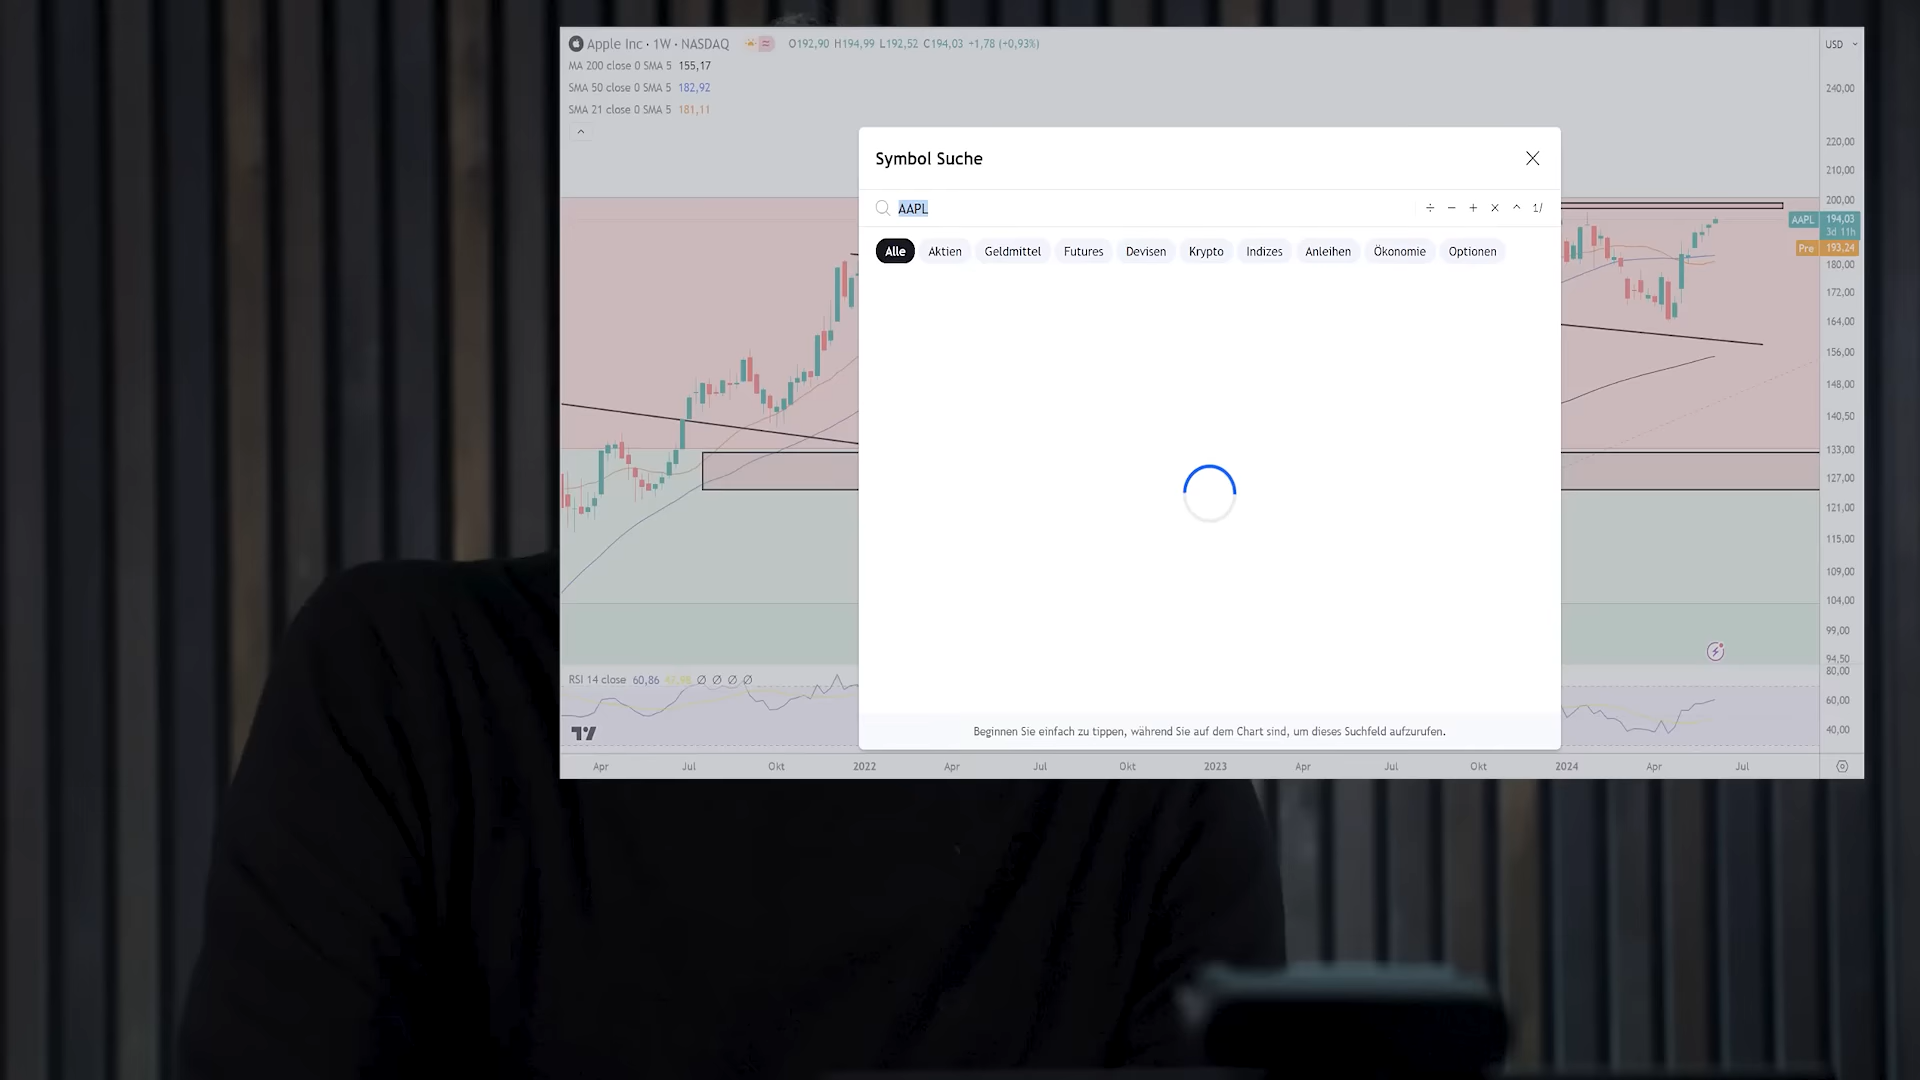 Apple Inc · 1W · NASDAQ O192,90 H194,99 L192,52 C194,03 +1,78 (+0,93%)
USD
MA 200 close 0 SMA 5 155,17
SMA 50 close 0 SMA 5 182,92
SMA 21 close 0 SMA 5 181,11
Symbol Suche
AAPL
÷ − + × ^ 1/
Alle Aktien Geldmittel Futures Devisen Krypto Indizes Anleihen Ökonomie Optionen
Beginnen Sie einfach zu tippen, während Sie auf dem Chart sind, um dieses Suchfeld aufzurufen.
240,00
220,00
210,00
200,00
AAPL 194,03
3d 11h
Pre 193,24
180,00
172,00
164,00
156,00
148,00
140,50
133,00
127,00
121,00
115,00
109,00
104,00
99,00
94,50
RSI 14 close 60,86 Ø Ø Ø Ø
80,00
60,00
40,00
Apr Jul Okt 2022 Apr Jul Okt 2023 Apr Jul Okt 2024 Apr Jul